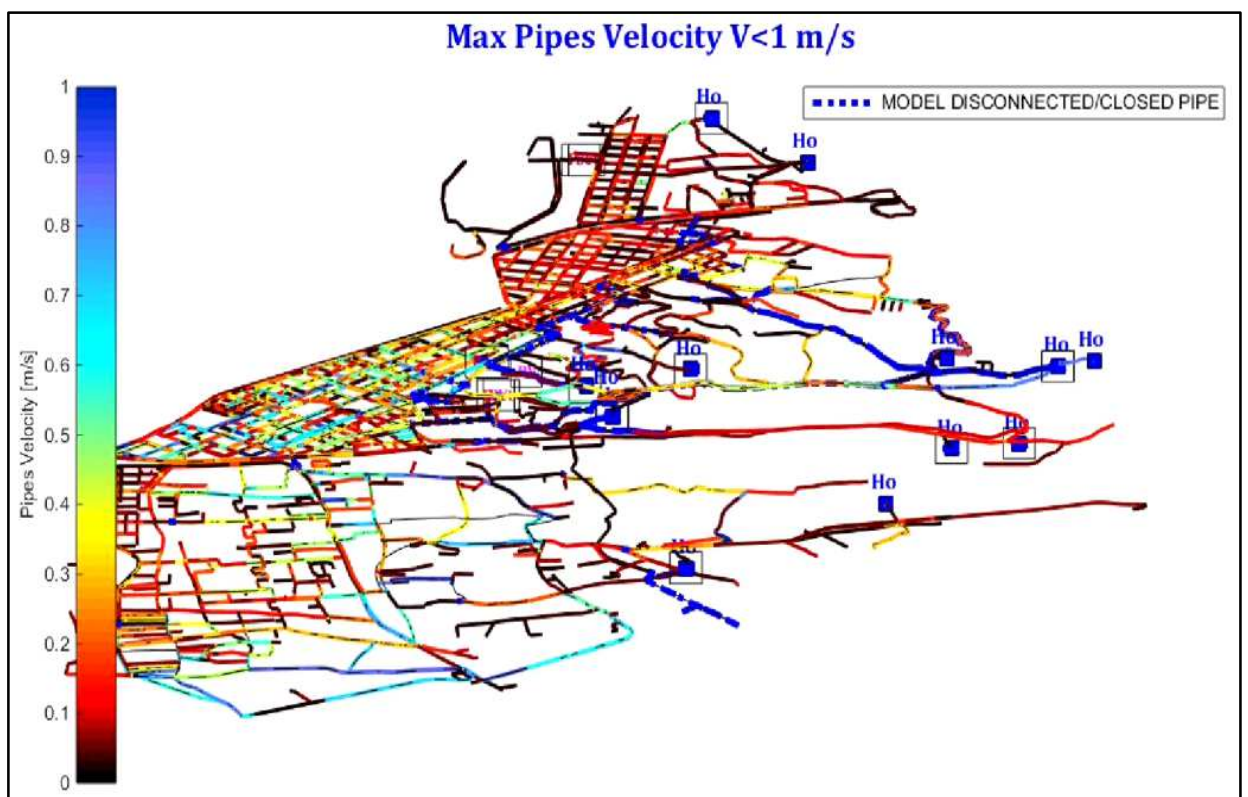 Max Pipes Velocity V<1 m/s
MODEL DISCONNECTED/CLOSED PIPE
Pipes Velocity [m/s]
1
0.9
0.8
0.7
0.6
0.5
0.4
0.3
0.2
0.1
0
Ho
Ho
Ho
Ho
Ho
Ho
Ho
Ho
Ho
Ho
Ho
Ho